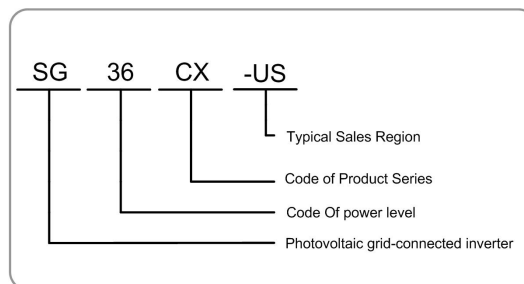 SG 36 CX -US
Typical Sales Region
Code of Product Series
Code Of power level
Photovoltaic grid-connected inverter